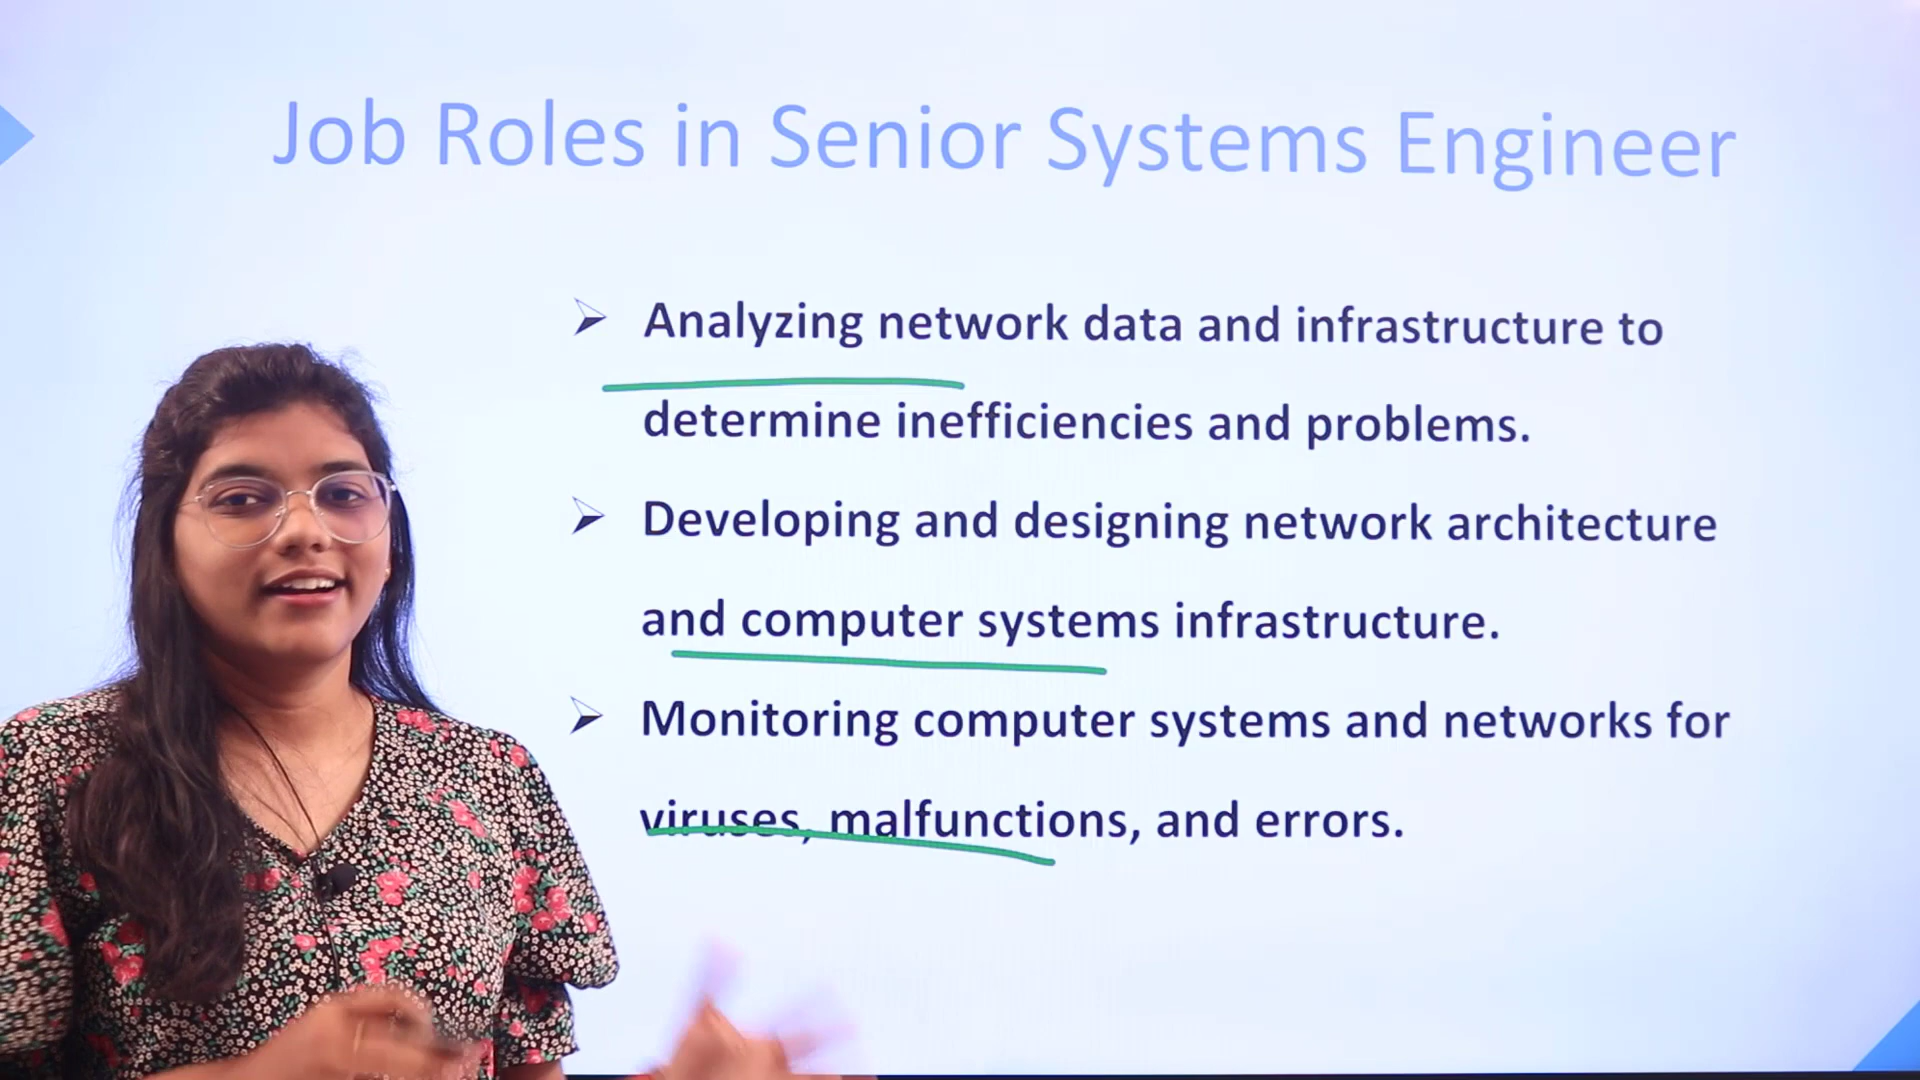 Job Roles in Senior Systems Engineer
➢ Analyzing network data and infrastructure to
determine inefficiencies and problems.
➢ Developing and designing network architecture
and computer systems infrastructure.
➢ Monitoring computer systems and networks for
viruses, malfunctions, and errors.